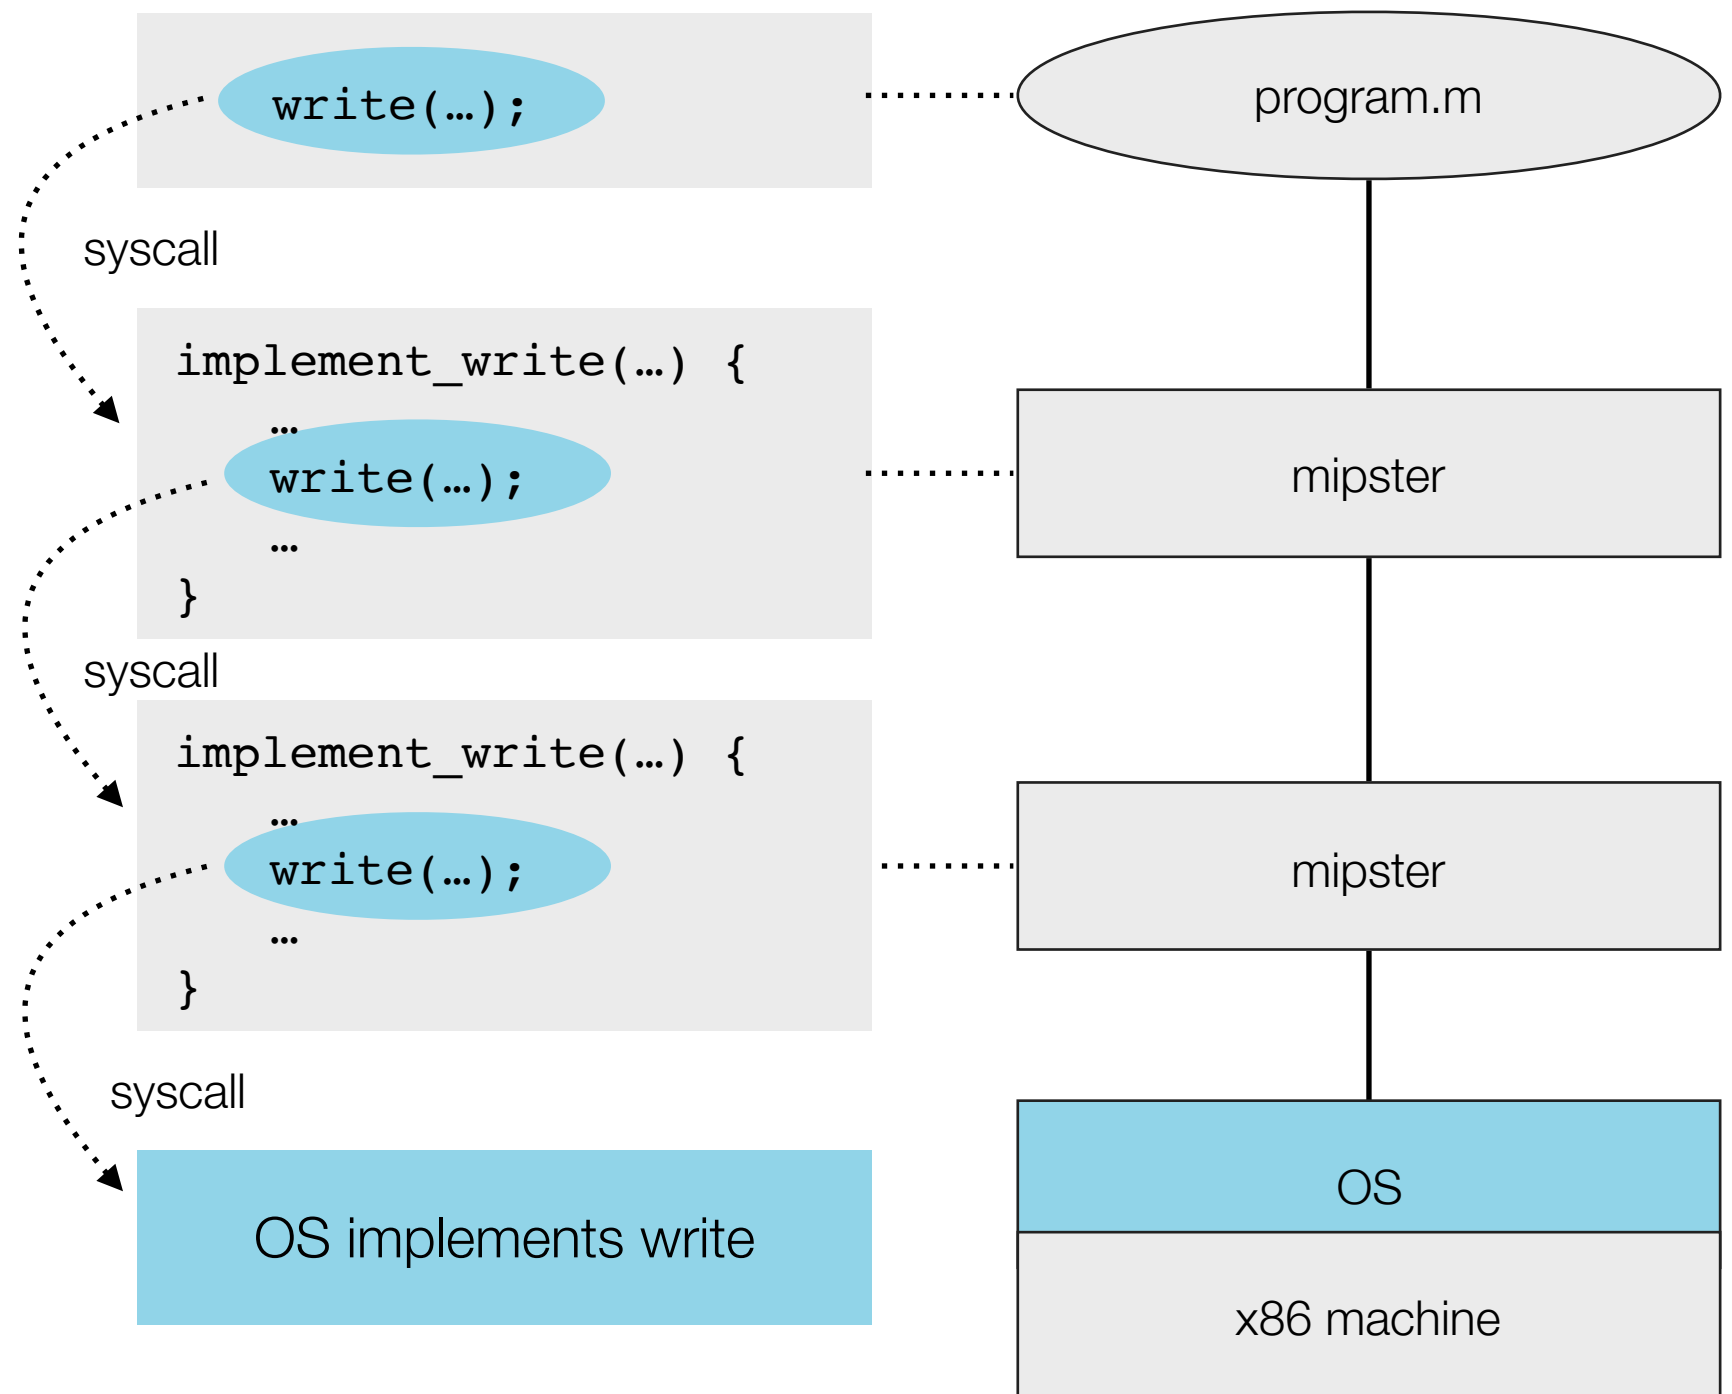 write(…);
program.m
syscall
implement_write(…) {
…
write(…);
…
}
mipster
syscall
implement_write(…) {
…
write(…);
…
}
mipster
syscall
OS implements write
OS
x86 machine